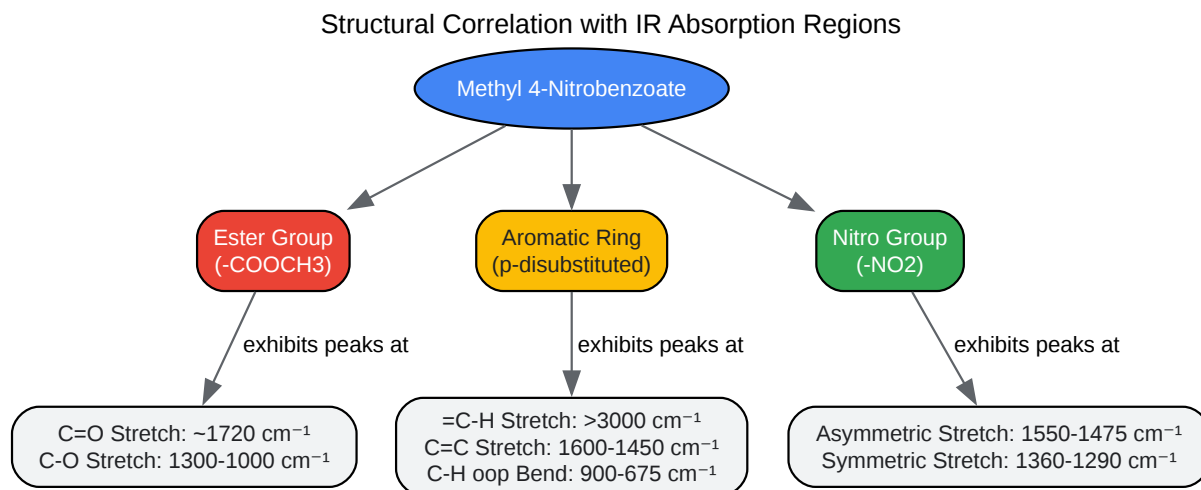 Structural Correlation with IR Absorption Regions
Methyl 4-Nitrobenzoate
Ester Group
(-COOCH3)
Aromatic Ring
(p-disubstituted)
Nitro Group
(-NO2)
exhibits peaks at
exhibits peaks at
exhibits peaks at
C=O Stretch: ~1720 cm⁻¹
C-O Stretch: 1300-1000 cm⁻¹
=C-H Stretch: >3000 cm⁻¹
C=C Stretch: 1600-1450 cm⁻¹
C-H oop Bend: 900-675 cm⁻¹
Asymmetric Stretch: 1550-1475 cm⁻¹
Symmetric Stretch: 1360-1290 cm⁻¹